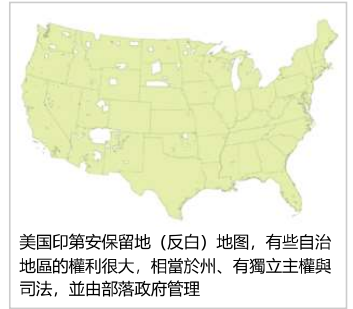 美国印第安保留地（反白）地图，有些自治
地區的權利很大，相當於州、有獨立主權與
司法，並由部落政府管理